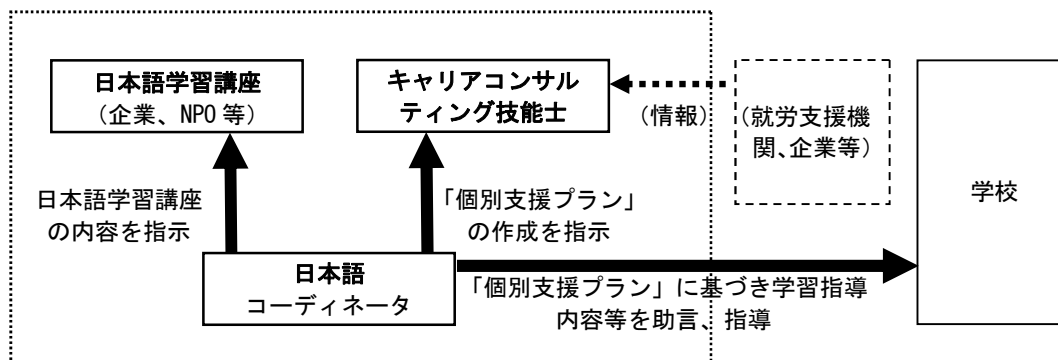 日本語学習講座
（企業、NPO 等）
キャリアコンサル
ティング技能士
（情報）
（就労支援機
関、企業等）
学校
日本語学習講座
の内容を指示
「個別支援プラン」
の作成を指示
日本語
コーディネータ
「個別支援プラン」に基づき学習指導
内容等を助言、指導